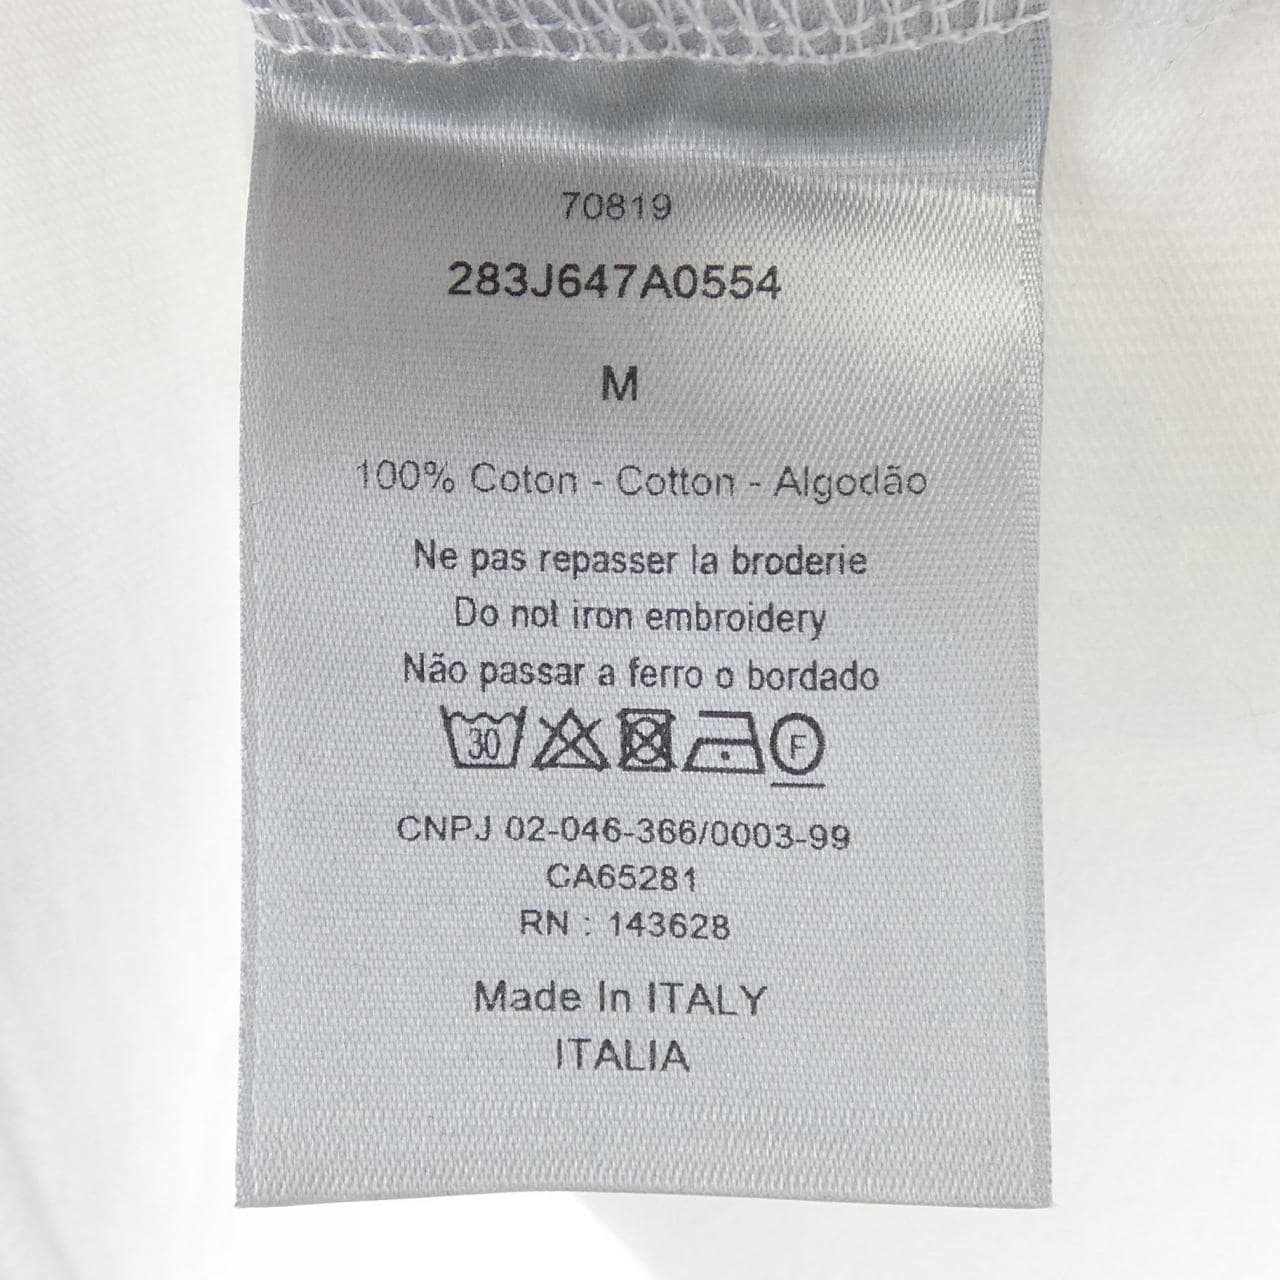 70819
283J647A0554
M
100% Coton - Cotton - Algodão
Ne pas repasser la broderie
Do not iron embroidery
Não passar a ferro o bordado
30 F
CNPJ 02-046-366/0003-99
CA65281
RN : 143628
Made In ITALY
ITALIA